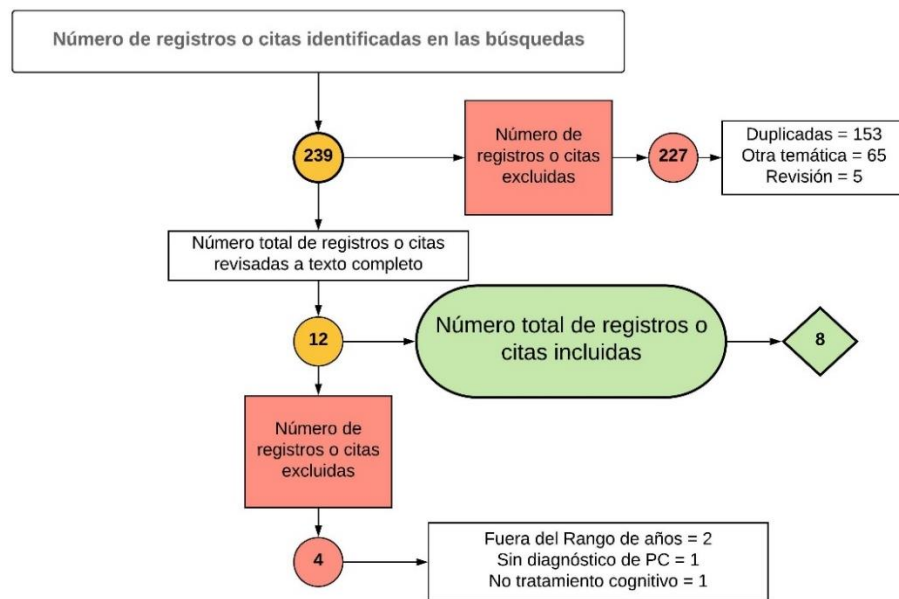 Número de registros o citas identificadas en las búsquedas
239
Número de
registros o citas
excluidas
227
Duplicadas = 153
Otra temática = 65
Revisión = 5
Número total de registros o citas
revisadas a texto completo
12
Número total de registros o
citas incluidas
8
Número de
registros o citas
excluidas
4
Fuera del Rango de años = 2
Sin diagnóstico de PC = 1
No tratamiento cognitivo = 1